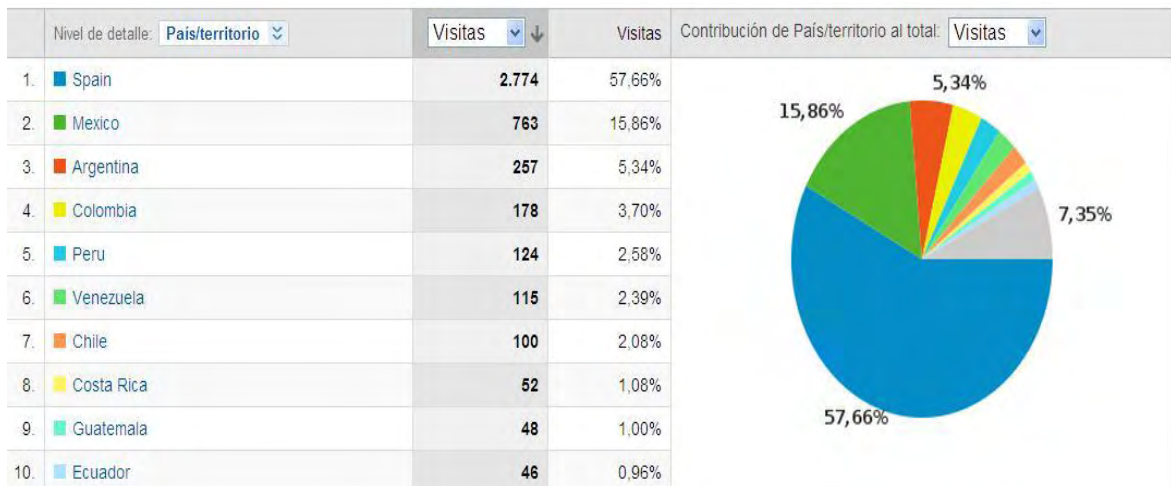 Nivel de detalle: País/territorio Visitas Visitas Contribución de País/territorio al total: Visitas
1. Spain 2.774 57,66%
2. Mexico 763 15,86%
3. Argentina 257 5,34%
4. Colombia 178 3,70%
5. Peru 124 2,58%
6. Venezuela 115 2,39%
7. Chile 100 2,08%
8. Costa Rica 52 1,08%
9. Guatemala 48 1,00%
10. Ecuador 46 0,96%
5,34%
15,86%
7,35%
57,66%